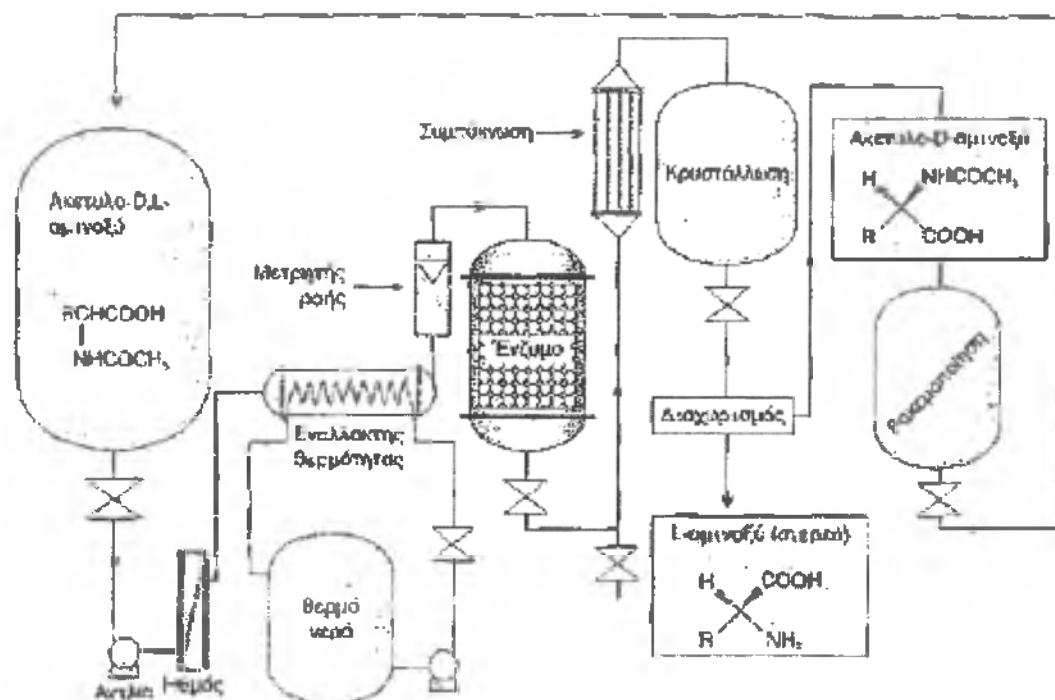 Ακετυλο-D,L-
αμινοξύ
RCHCOOH
NHCOCH₃
Αντλία
Ηθμός
Εναλλάκτης
θερμότητας
Θερμό
νερό
Μετρητής
ροής
Ένζυμο
Συμπύκνωση
Κρυστάλλωση
Διαχωρισμός
L-αμινοξύ (στερεό)
H
COOH
R
NH₂
Ακετυλο-D-αμινοξύ
H
NHCOCH₃
R
COOH
Ρακεμοποίηση